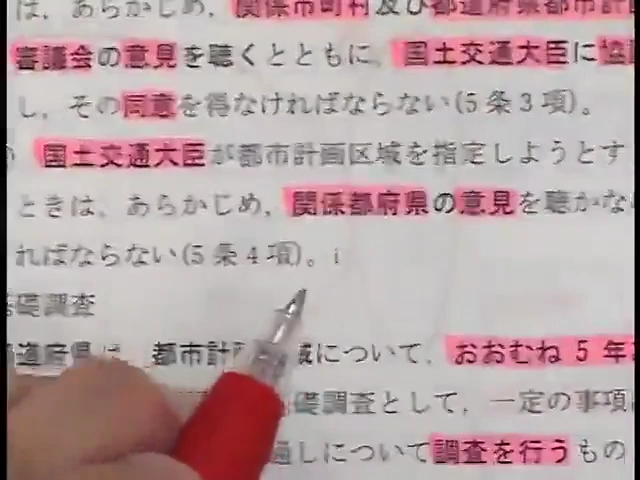 は，あらかじめ，関係市町村及び都道府県都市計
審議会の意見を聴くとともに，国土交通大臣に協
し，その同意を得なければならない(5条3項)。
国土交通大臣が都市計画区域を指定しようとす
ときは，あらかじめ，関係都府県の意見を聴かな
ればならない(5条4項)。i
礎調査
道府県は，都市計 域について，おおむね5年
礎調査として，一定の事項
通しについて調査を行うもの